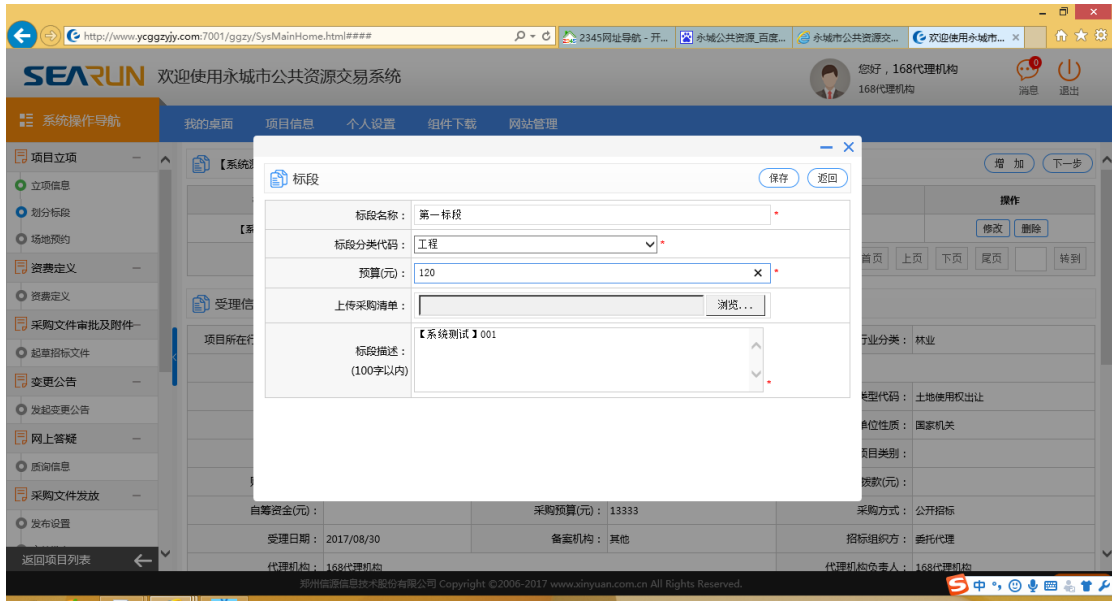 http://www.ycggzyjy.com:7001/ggzy/SysMainHome.html####
2345网址导航 - 开...
永城公共资源_百度...
永城市公共资源交...
欢迎使用永城市...
SEARUN 欢迎使用永城市公共资源交易系统
您好，168代理机构
168代理机构
消息
退出
系统操作导航
我的桌面 项目信息 个人设置 组件下载 网站管理
项目立项
立项信息
划分标段
场地预约
资费定义
资费定义
采购文件审批及附件
起草招标文件
变更公告
发起变更公告
网上答疑
质询信息
采购文件发放
发布设置
返回项目列表
【系统
增 加 下一步
操作
【系
修改 删除
首页 上页 下页 尾页 转到
标段
保存 返回
标段名称： 第一标段 *
标段分类代码： 工程 *
预算(元)： 120 *
上传采购清单： 浏览...
标段描述：
(100字以内)
【系统测试】001
*
受理信
项目所在行
行业分类： 林业
类型代码： 土地使用权出让
单位性质： 国家机关
项目类别：
拨款(元)：
自筹资金(元)： 采购预算(元)： 13333 采购方式： 公开招标
受理日期： 2017/08/30 备案机构： 其他 招标组织方： 委托代理
代理机构： 168代理机构 代理机构负责人： 168代理机构
郑州信源信息技术股份有限公司 Copyright ©2006-2017 www.xinyuan.com.cn All Rights Reserved.
中